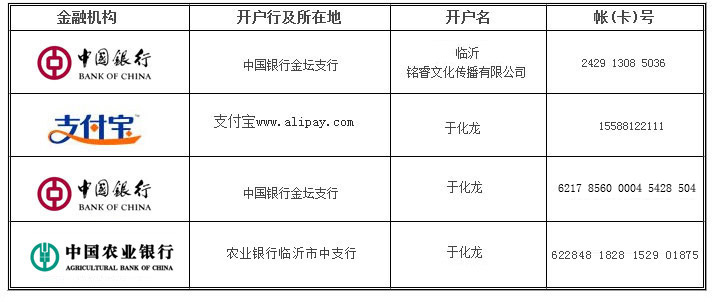 金融机构 开户行及所在地 开户名 帐(卡)号
中国银行 BANK OF CHINA
中国银行金坛支行
临沂
铭睿文化传播有限公司
2429 1308 5036
支付宝
支付宝www.alipay.com
于化龙
15588122111
中国银行
BANK OF CHINA
中国银行金坛支行
于化龙
6217 8560 0004 5428 504
中国农业银行
AGRICULTURAL BANK OF CHINA
农业银行临沂市中支行
于化龙
622848 1828 1529 01875